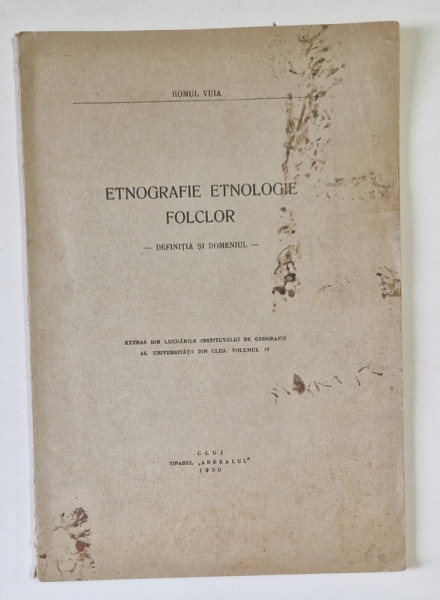 ROMUL VUIA
ETNOGRAFIE ETNOLOGIE
FOLCLOR
— DEFINIȚIA ȘI DOMENIUL —
EXTRAS DIN LUCRĂRILE INSTITUTULUI DE GEOGRAFIE
AL UNIVERSITĂȚII DIN CLUJ, VOLUMUL IV
CLUJ
TIPARUL „ARDEALUL"
1930